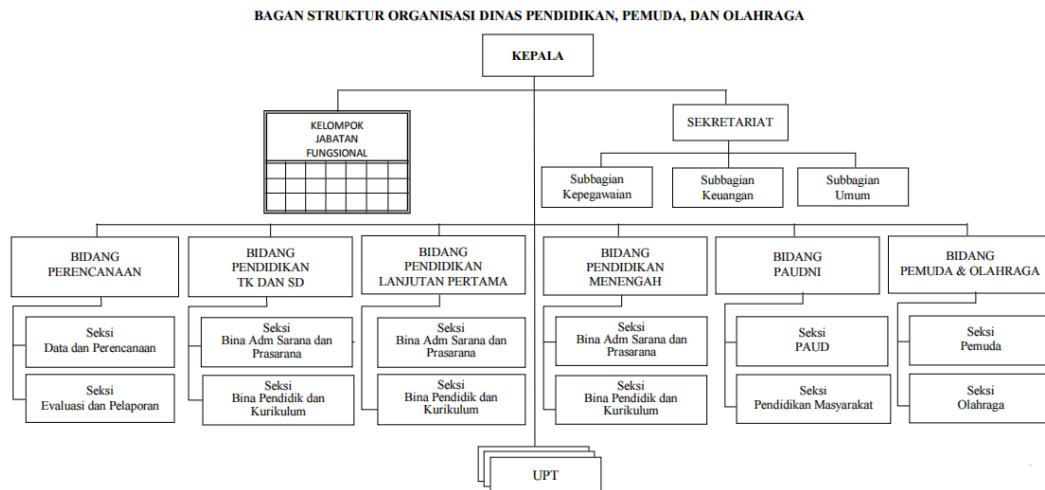 BAGAN STRUKTUR ORGANISASI DINAS PENDIDIKAN, PEMUDA, DAN OLAHRAGA
KEPALA
KELOMPOK
JABATAN
FUNGSIONAL
SEKRETARIAT
Subbagian
Kepegawaian
Subbagian
Keuangan
Subbagian
Umum
BIDANG
PERENCANAAN
BIDANG
PENDIDIKAN
TK DAN SD
BIDANG
PENDIDIKAN
LANJUTAN PERTAMA
BIDANG
PENDIDIKAN
MENENGAH
BIDANG
PAUDNI
BIDANG
PEMUDA & OLAHRAGA
Seksi
Data dan Perencanaan
Seksi
Bina Adm Sarana dan
Prasarana
Seksi
Bina Adm Sarana dan
Prasarana
Seksi
Bina Adm Sarana dan
Prasarana
Seksi
PAUD
Seksi
Pemuda
Seksi
Evaluasi dan Pelaporan
Seksi
Bina Pendidik dan
Kurikulum
Seksi
Bina Pendidik dan
Kurikulum
Seksi
Bina Pendidik dan
Kurikulum
Seksi
Pendidikan Masyarakat
Seksi
Olahraga
UPT